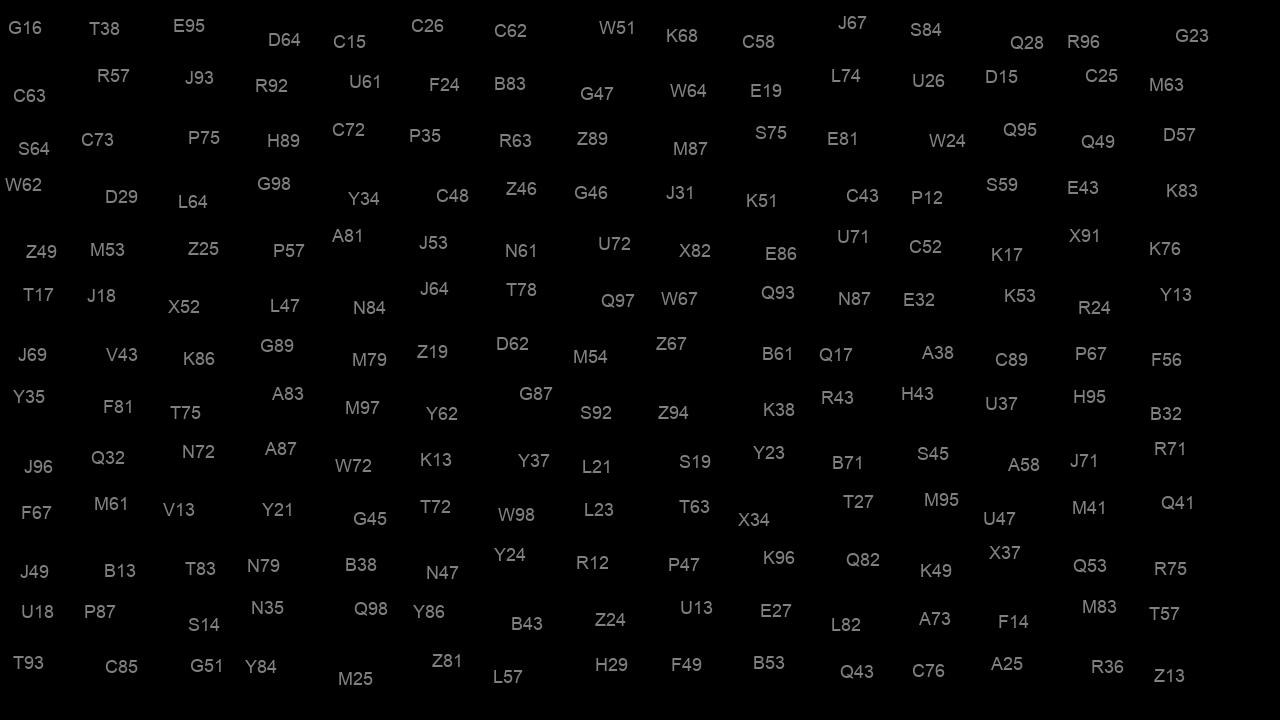 G16 T38 E95 D64 C15 C26 C62 W51 K68 C58 J67 S84 Q28 R96 G23
C63 R57 J93 R92 U61 F24 B83 G47 W64 E19 L74 U26 D15 C25 M63
S64 C73 P75 H89 C72 P35 R63 Z89 M87 S75 E81 W24 Q95 Q49 D57
W62 D29 L64 G98 Y34 C48 Z46 G46 J31 K51 C43 P12 S59 E43 K83
Z49 M53 Z25 P57 A81 J53 N61 U72 X82 E86 U71 C52 K17 X91 K76
T17 J18 X52 L47 N84 J64 T78 Q97 W67 Q93 N87 E32 K53 R24 Y13
J69 V43 K86 G89 M79 Z19 D62 M54 Z67 B61 Q17 A38 C89 P67 F56
Y35 F81 T75 A83 M97 Y62 G87 S92 Z94 K38 R43 H43 U37 H95 B32
J96 Q32 N72 A87 W72 K13 Y37 L21 S19 Y23 B71 S45 A58 J71 R71
F67 M61 V13 Y21 G45 T72 W98 L23 T63 X34 T27 M95 U47 M41 Q41
J49 B13 T83 N79 B38 N47 Y24 R12 P47 K96 Q82 K49 X37 Q53 R75
U18 P87 S14 N35 Q98 Y86 B43 Z24 U13 E27 L82 A73 F14 M83 T57
T93 C85 G51 Y84 M25 Z81 L57 H29 F49 B53 Q43 C76 A25 R36 Z13